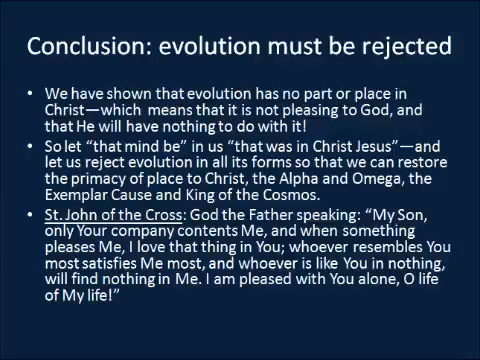 Conclusion: evolution must be rejected
• We have shown that evolution has no part or place in
Christ—which means that it is not pleasing to God, and
that He will have nothing to do with it!
• So let "that mind be" in us "that was in Christ Jesus"—and
let us reject evolution in all its forms so that we can restore
the primacy of place to Christ, the Alpha and Omega, the
Exemplar Cause and King of the Cosmos.
• St. John of the Cross: God the Father speaking: "My Son,
only Your company contents Me, and when something
pleases Me, I love that thing in You; whoever resembles You
most satisfies Me most, and whoever is like You in nothing,
will find nothing in Me. I am pleased with You alone, O life
of My life!"